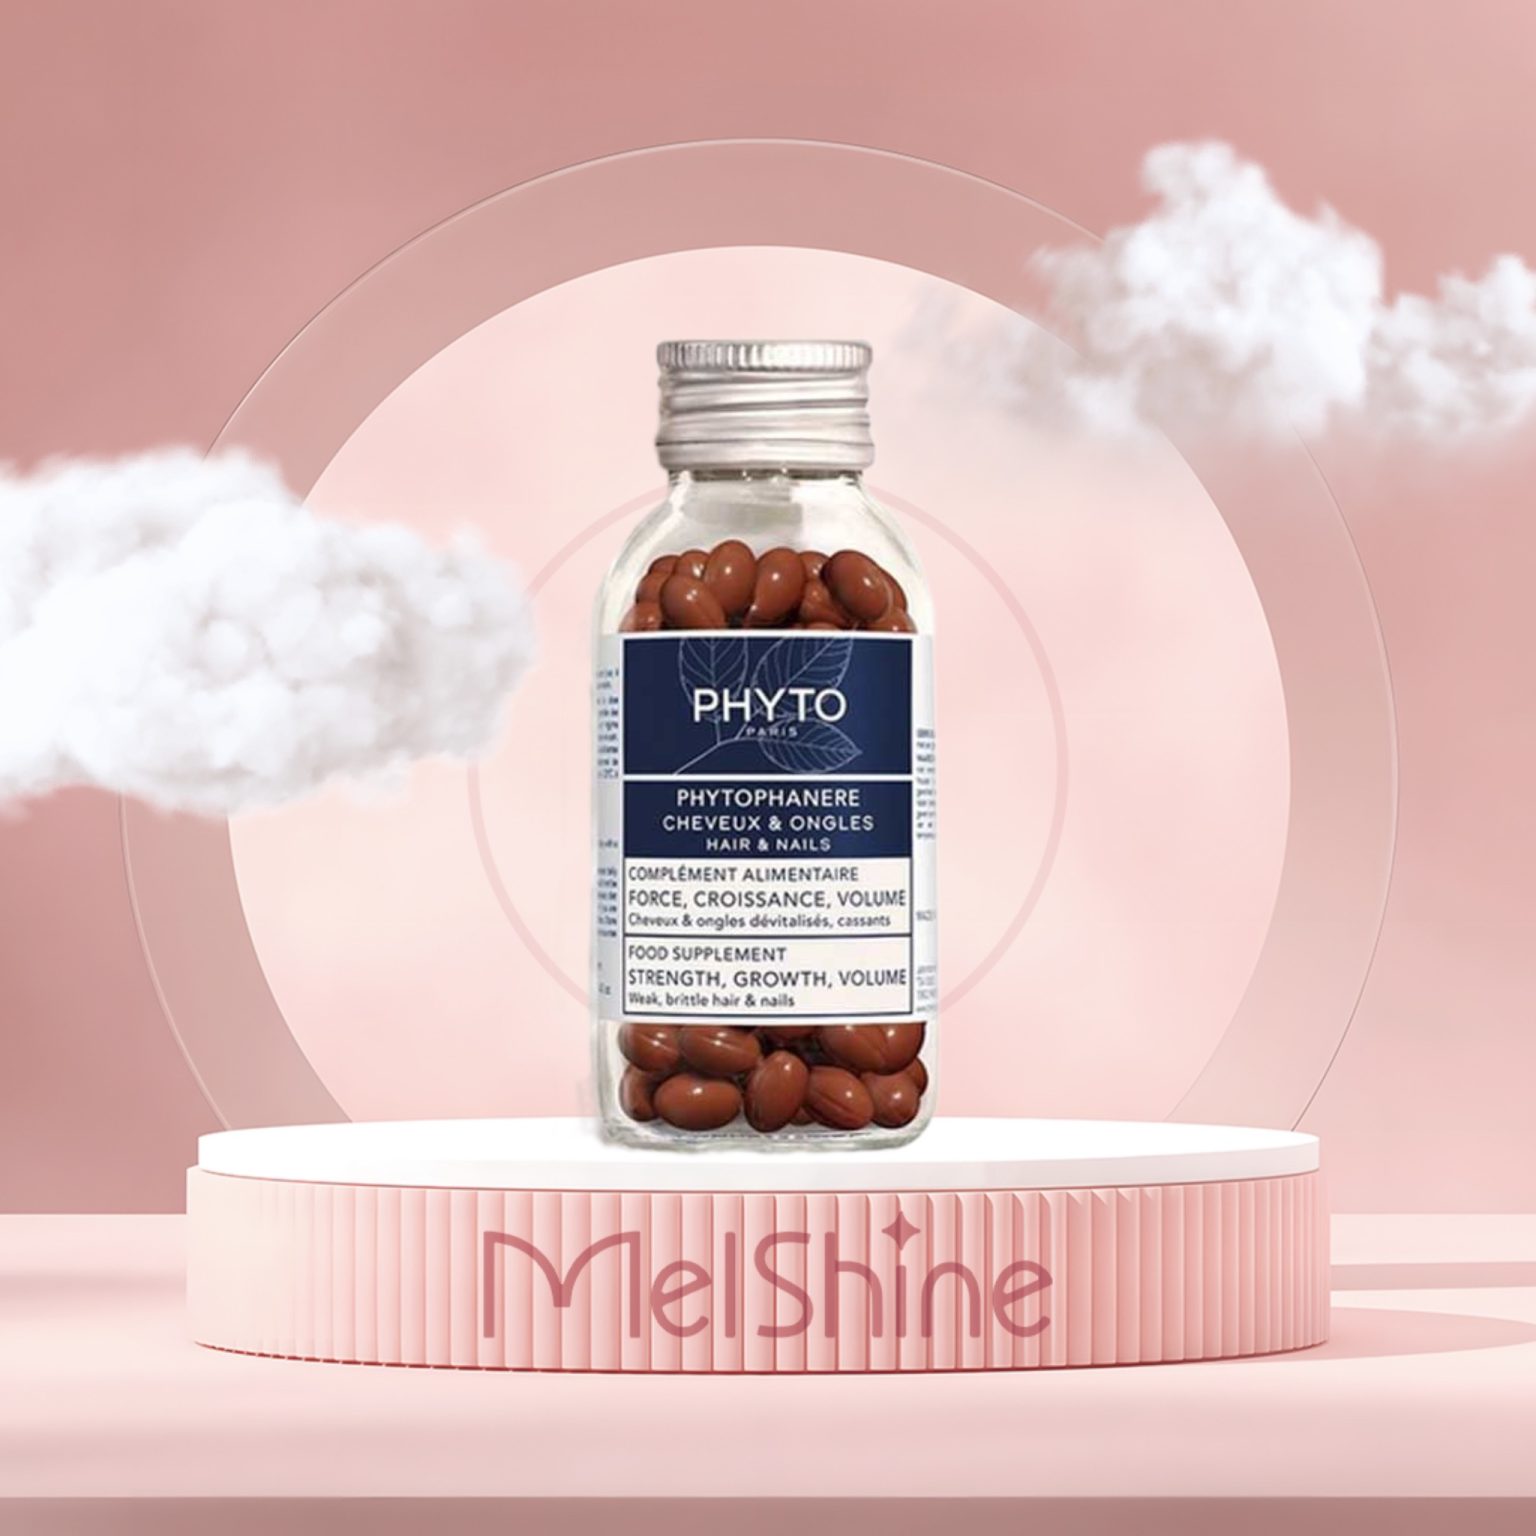 PHYTO
PARIS
PHYTOPHANERE
CHEVEUX & ONGLES
HAIR & NAILS
COMPLÉMENT ALIMENTAIRE
FORCE, CROISSANCE, VOLUME
Cheveux & ongles dévitalisés, cassants
FOOD SUPPLEMENT
STRENGTH, GROWTH, VOLUME
Weak, brittle hair & nails
MelShine